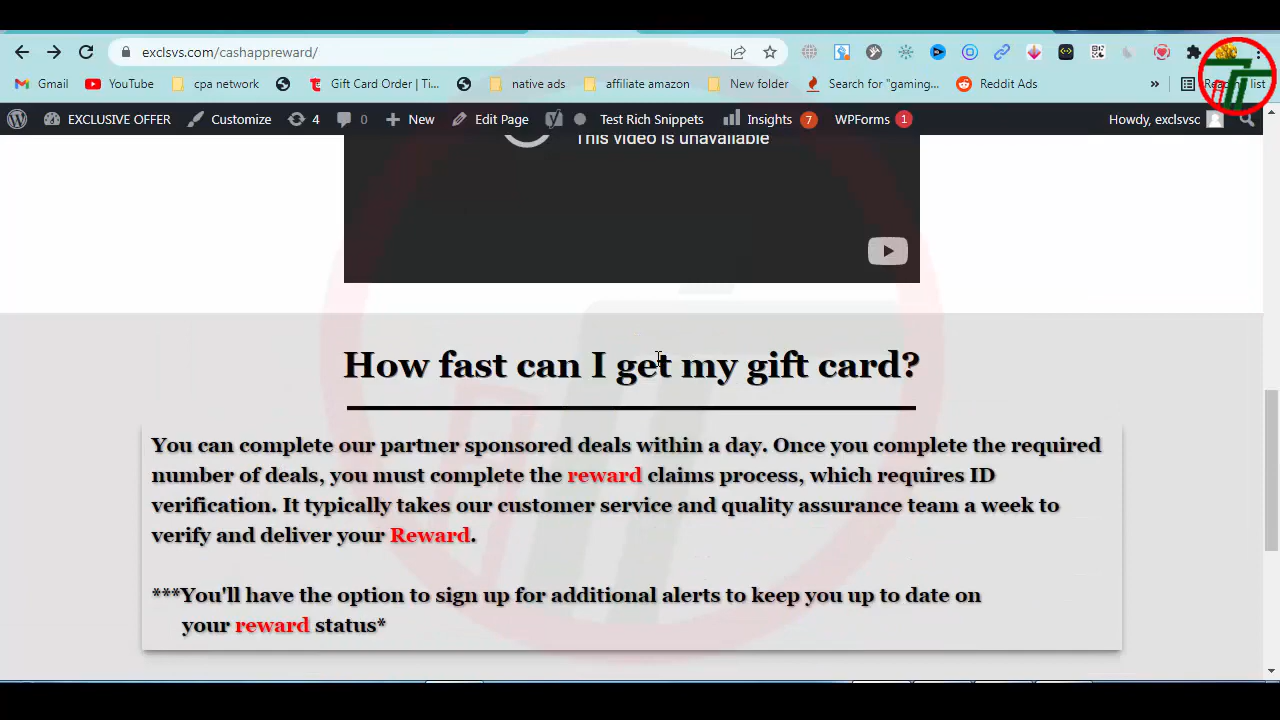 exclsvs.com/cashappreward/
Gmail YouTube cpa network Gift Card Order | Ti... native ads affiliate amazon New folder Search for "gaming... Reddit Ads » Reading list
EXCLUSIVE OFFER Customize 4 0 New Edit Page Test Rich Snippets Insights 7 WPForms 1 Howdy, exclsvsc
This video is unavailable
How fast can I get my gift card?
You can complete our partner sponsored deals within a day. Once you complete the required
number of deals, you must complete the reward claims process, which requires ID
verification. It typically takes our customer service and quality assurance team a week to
verify and deliver your Reward.
***You'll have the option to sign up for additional alerts to keep you up to date on
your reward status*